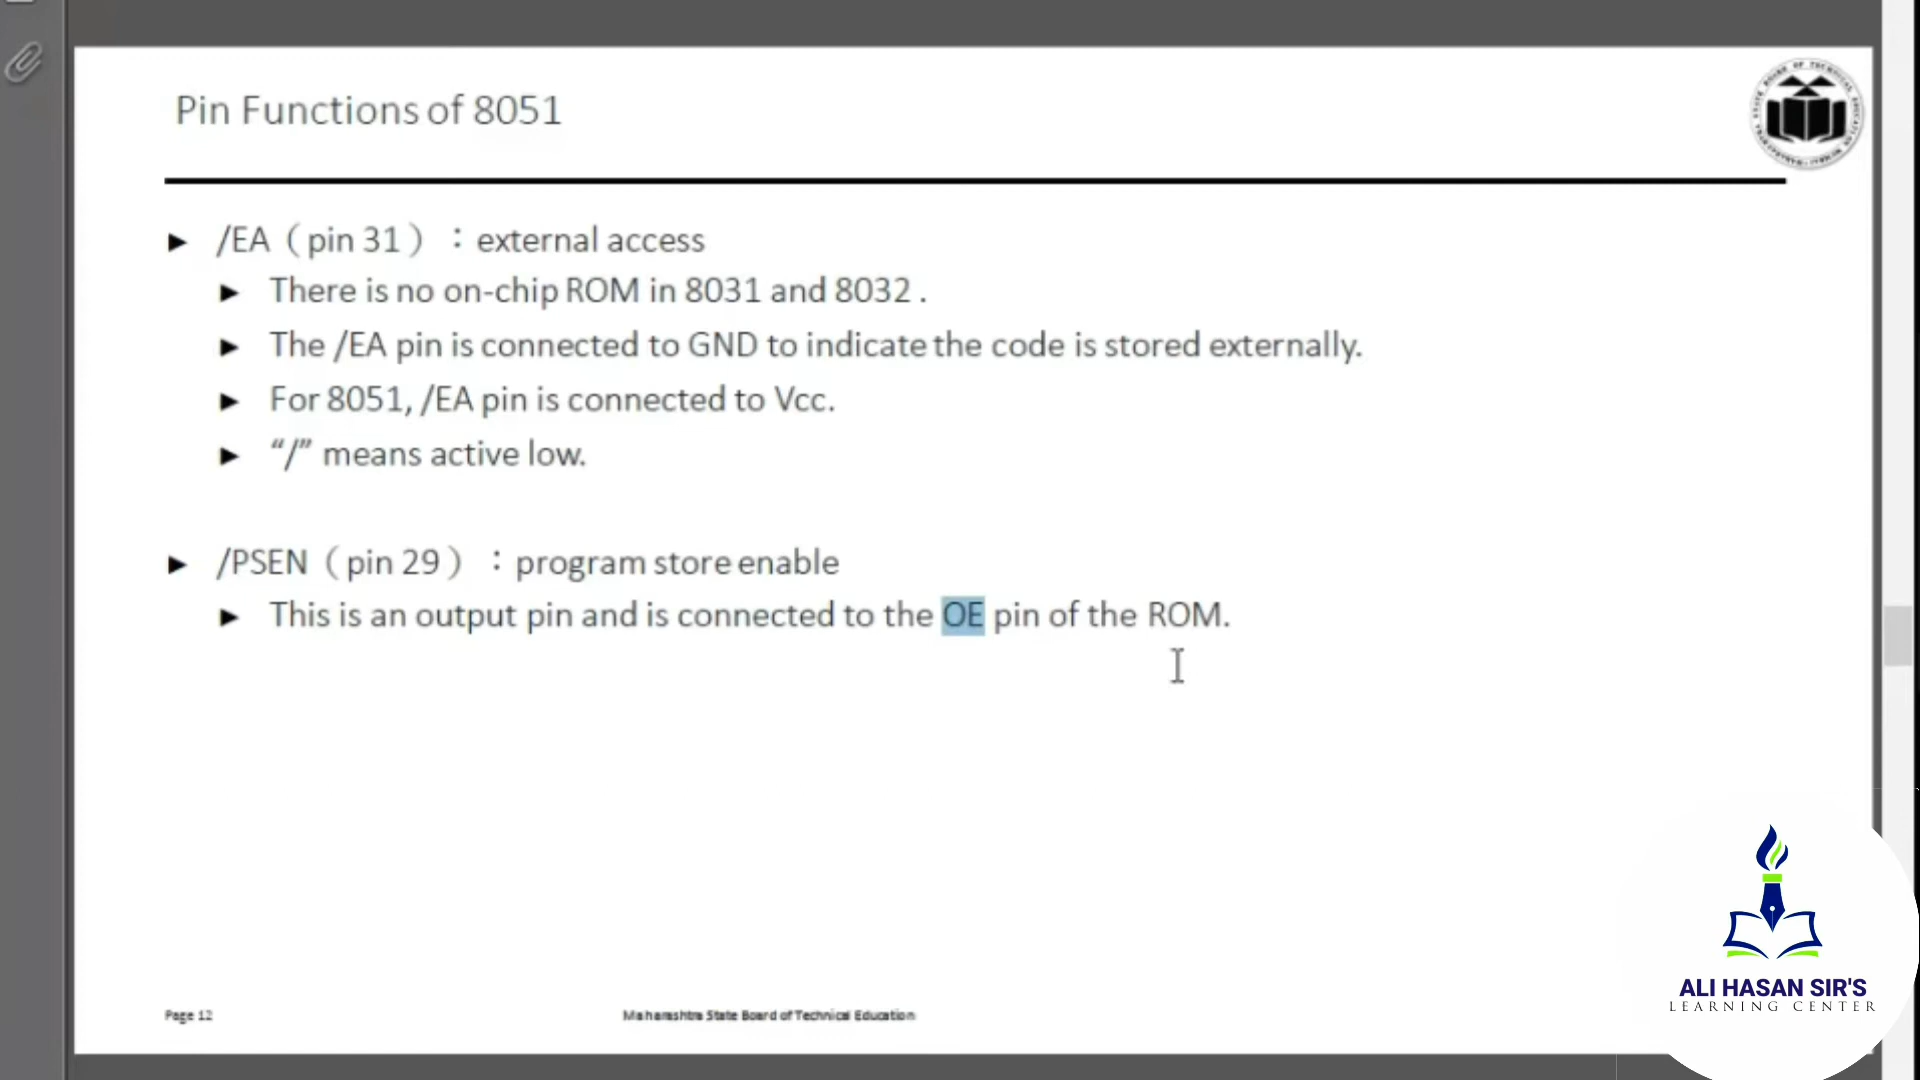 Pin Functions of 8051
/EA (pin 31) : external access
There is no on-chip ROM in 8031 and 8032 .
The /EA pin is connected to GND to indicate the code is stored externally.
For 8051, /EA pin is connected to Vcc.
“/” means active low.
/PSEN (pin 29) : program store enable
This is an output pin and is connected to the OE pin of the ROM.
Page 12
Maharashtra State Board of Technical Education
ALI HASAN SIR'S
LEARNING CENTER